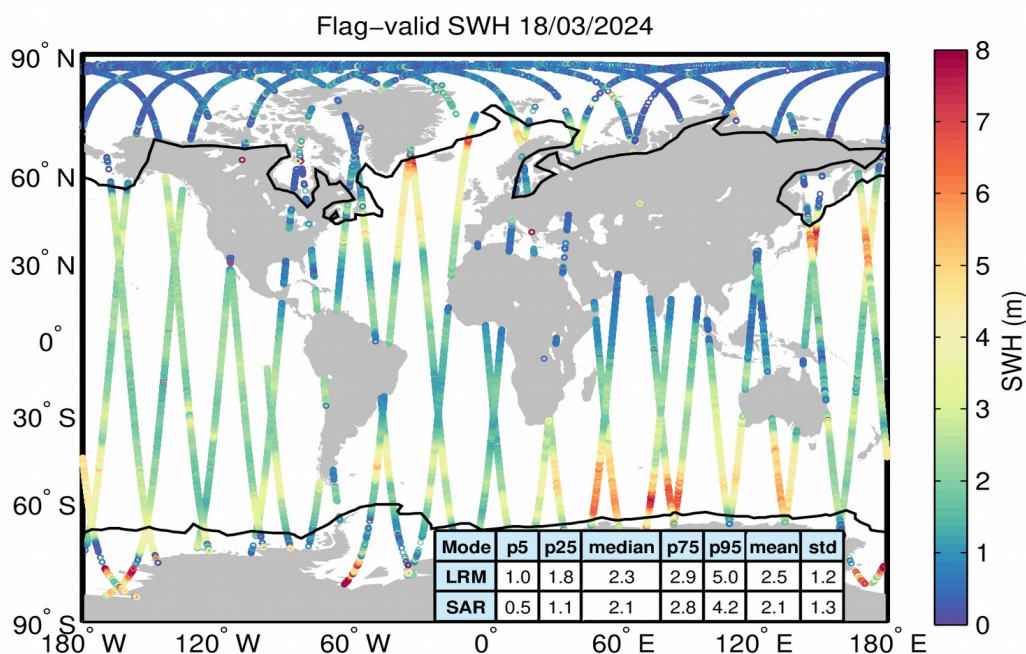 Flag−valid SWH 18/03/2024
90° N
60° N
30° N
0°
30° S
60° S
90° S
180° W
120° W
60° W
0°
60° E
120° E
180° E
8
7
6
5
4
3
2
1
0
SWH (m)
Mode p5 p25 median p75 p95 mean std
LRM 1.0 1.8 2.3 2.9 5.0 2.5 1.2
SAR 0.5 1.1 2.1 2.8 4.2 2.1 1.3